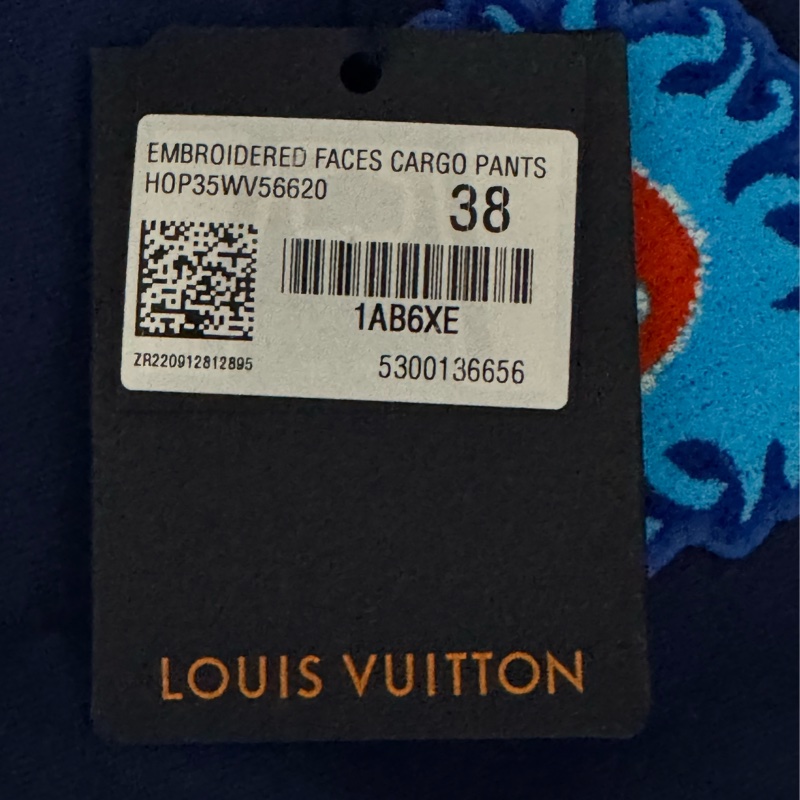 EMBROIDERED FACES CARGO PANTS
HOP35WV56620
38
1AB6XE
ZR220912812895
5300136656
LOUIS VUITTON